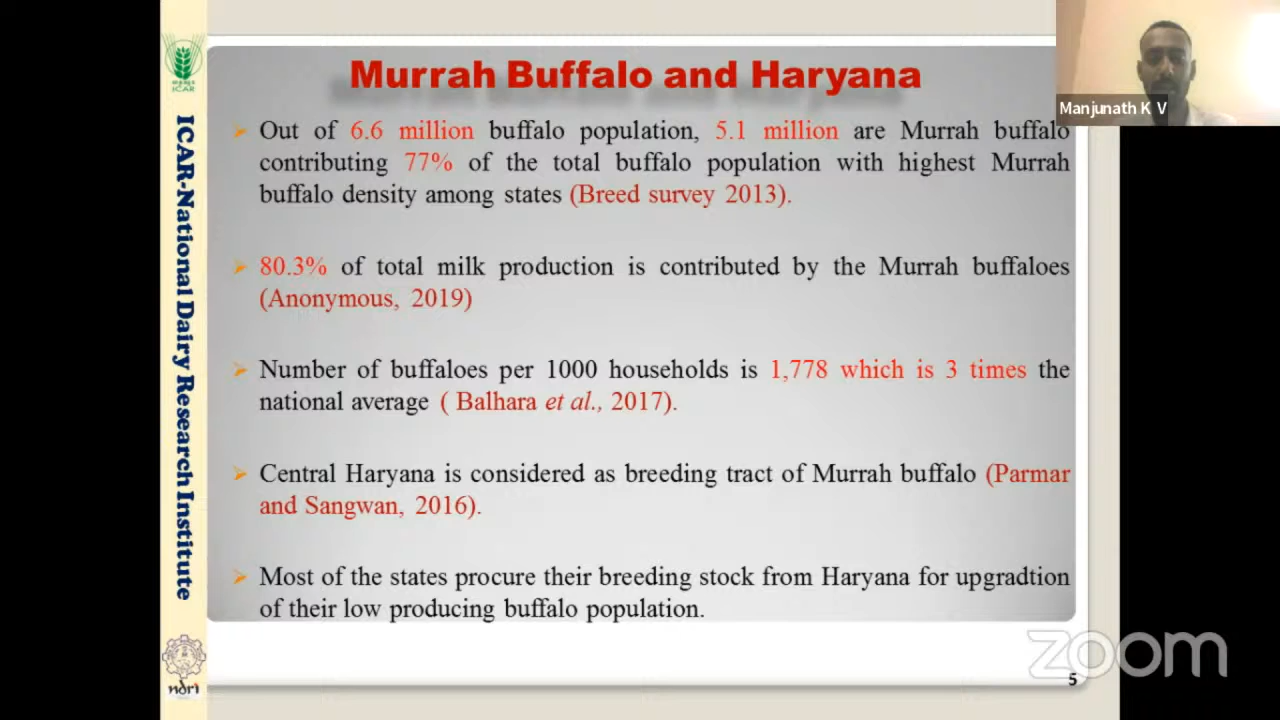 Murrah Buffalo and Haryana
Manjunath K V
Out of 6.6 million buffalo population, 5.1 million are Murrah buffalo
contributing 77% of the total buffalo population with highest Murrah
buffalo density among states (Breed survey 2013).
80.3% of total milk production is contributed by the Murrah buffaloes
(Anonymous, 2019)
Number of buffaloes per 1000 households is 1,778 which is 3 times the
national average ( Balhara et al., 2017).
Central Haryana is considered as breeding tract of Murrah buffalo (Parmar
and Sangwan, 2016).
Most of the states procure their breeding stock from Haryana for upgradtion
of their low producing buffalo population.
ICAR
ICAR-National Dairy Research Institute
ndri
zoom
5